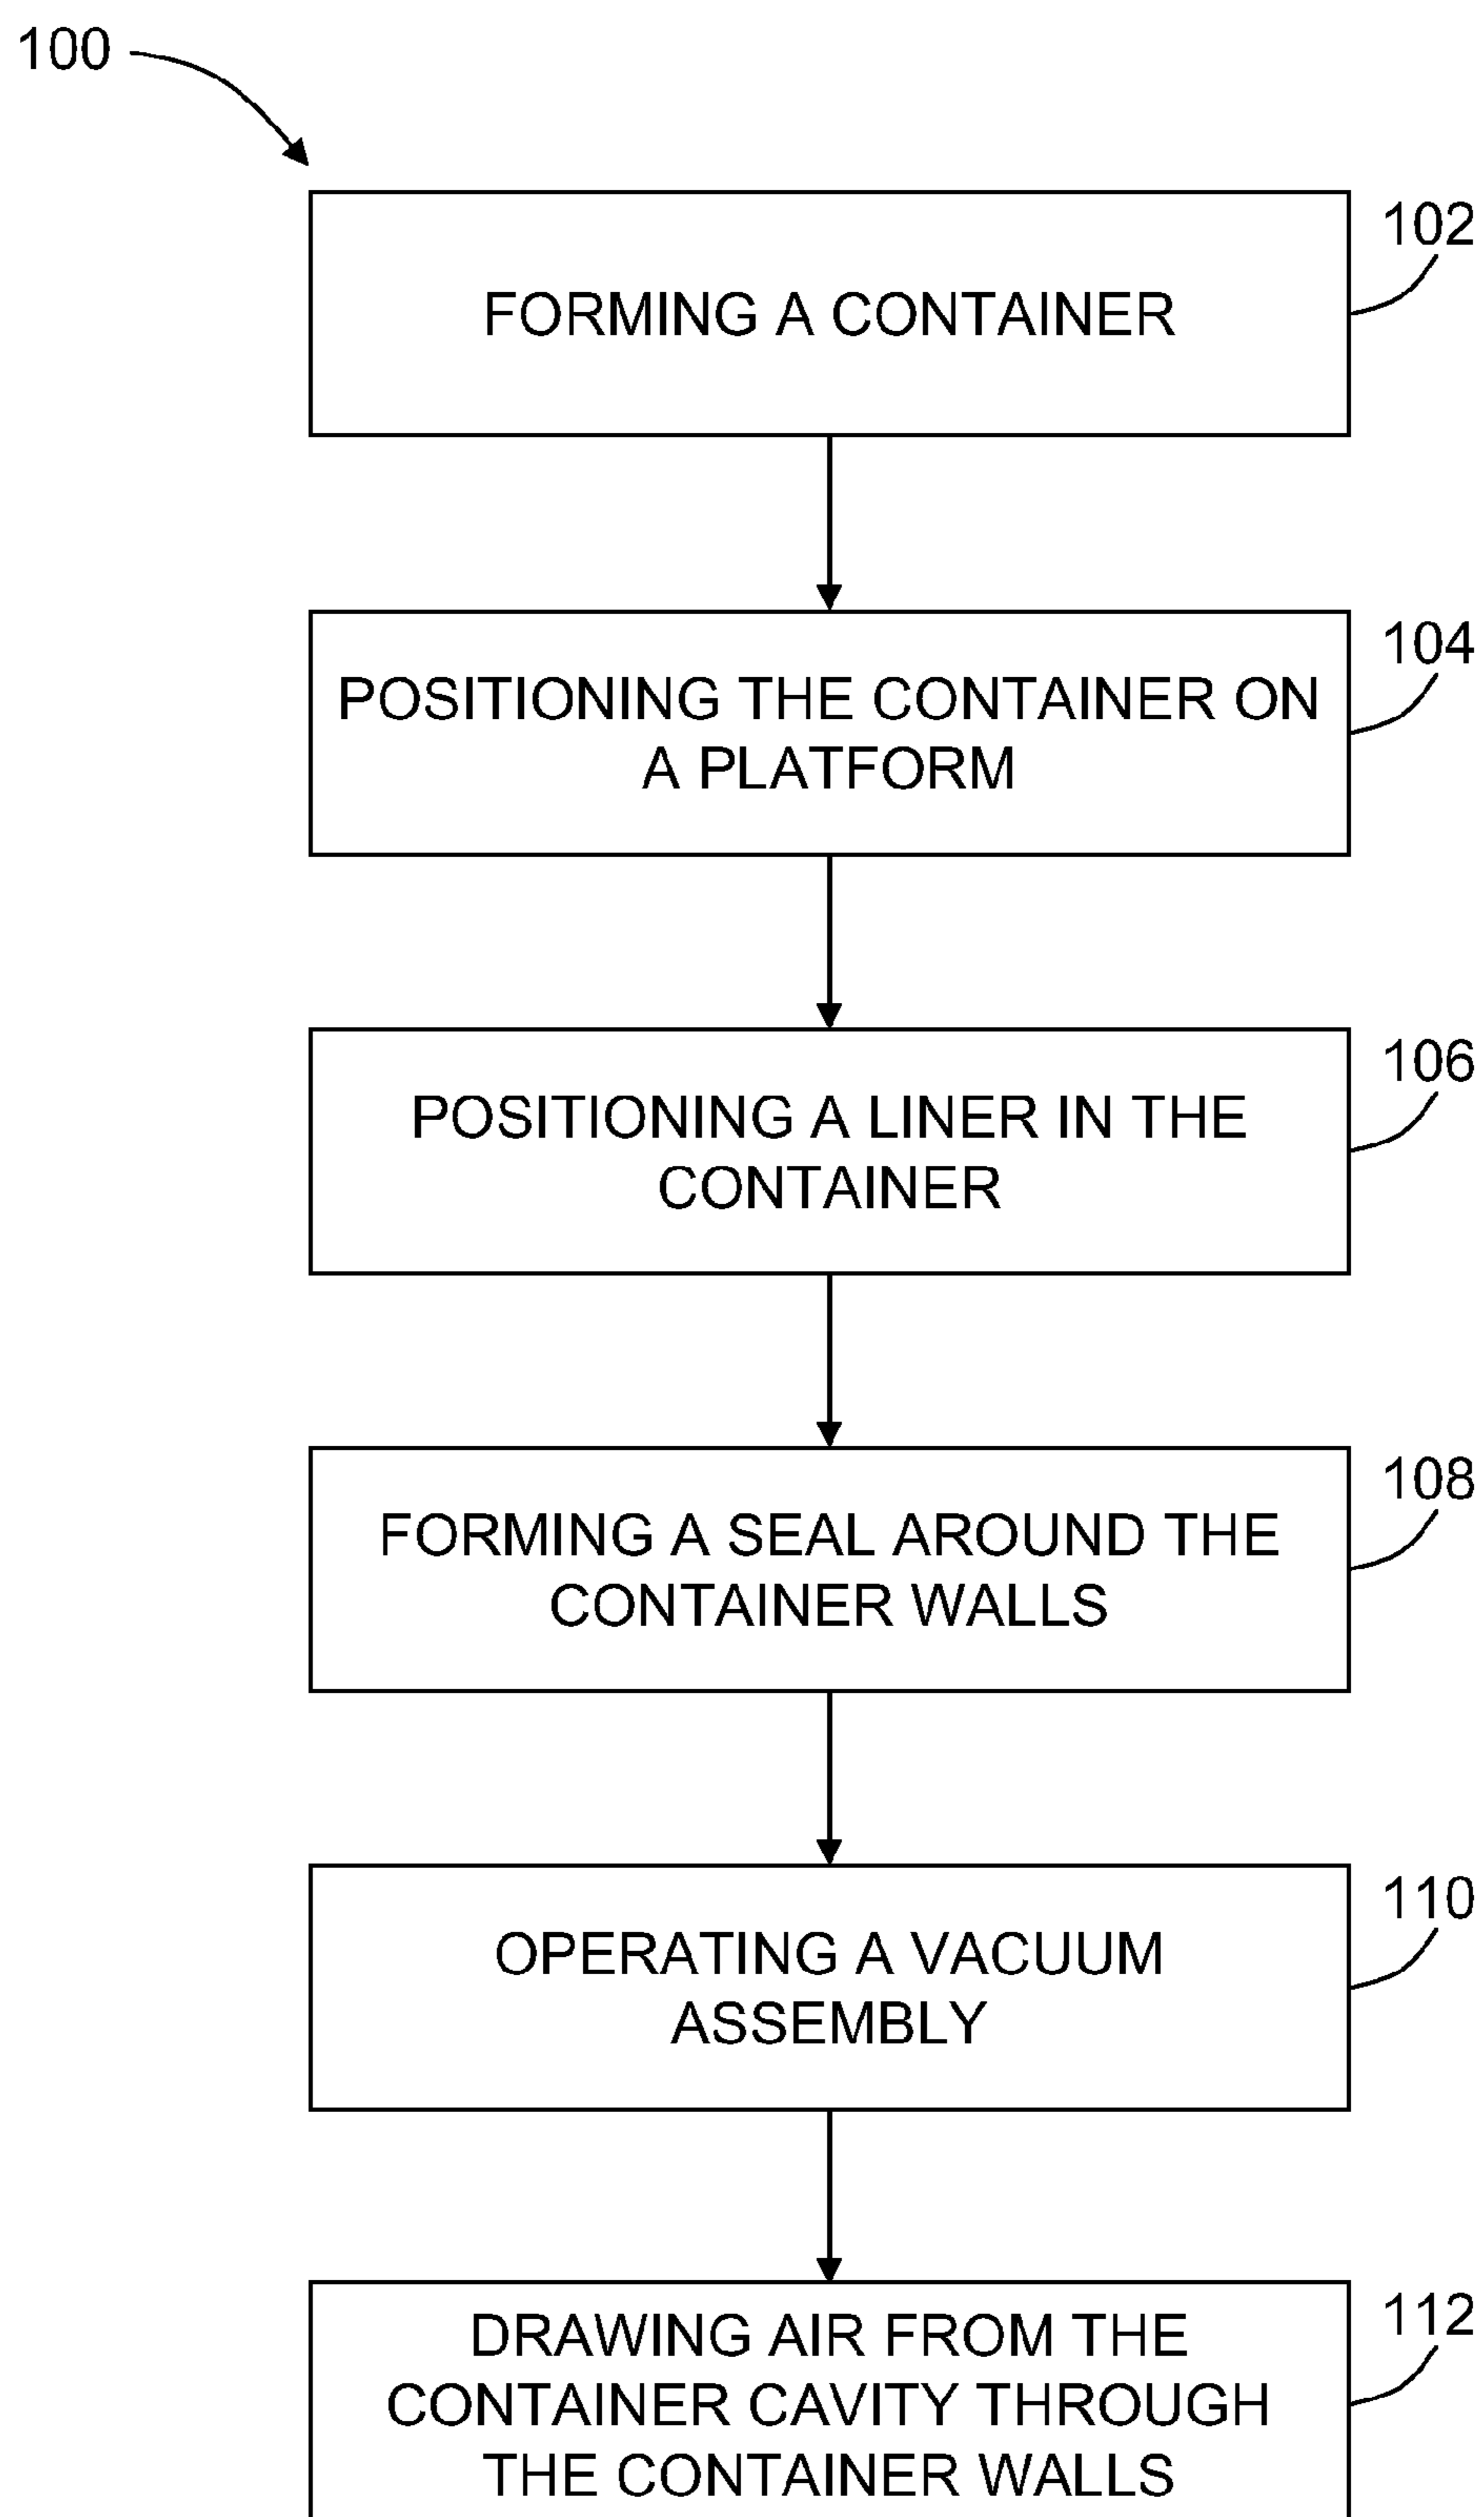 100
102
FORMING A CONTAINER
104
POSITIONING THE CONTAINER ON
A PLATFORM
106
POSITIONING A LINER IN THE
CONTAINER
108
FORMING A SEAL AROUND THE
CONTAINER WALLS
110
OPERATING A VACUUM
ASSEMBLY
112
DRAWING AIR FROM THE
CONTAINER CAVITY THROUGH
THE CONTAINER WALLS